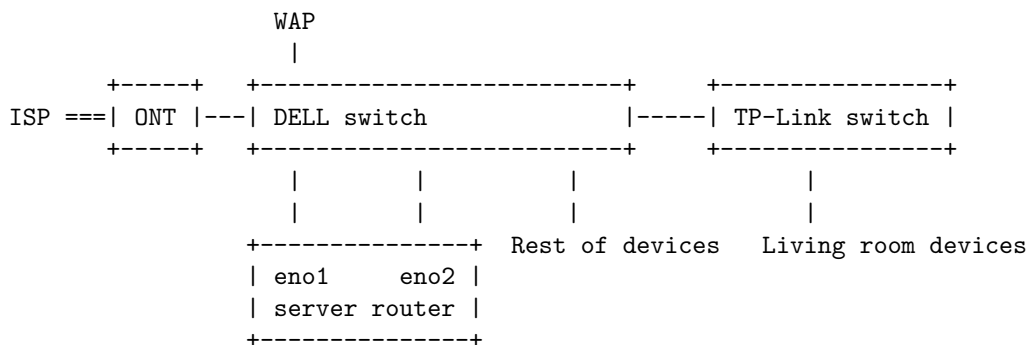 WAP
|
+-----+   +--------------------------+     +----------------+
ISP ===| ONT |---| DELL switch              |-----| TP-Link switch |
+-----+   +--------------------------+     +----------------+
|        |          |                |
|        |          |                |
+---------------+  Rest of devices   Living room devices
| eno1     eno2 |
| server router |
+---------------+